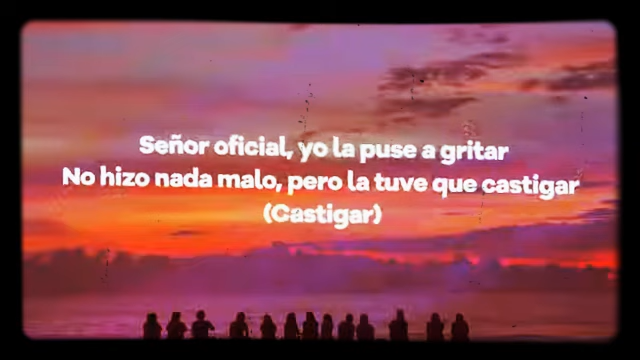 Señor oficial, yo la puse a gritar
No hizo nada malo, pero la tuve que castigar
(Castigar)